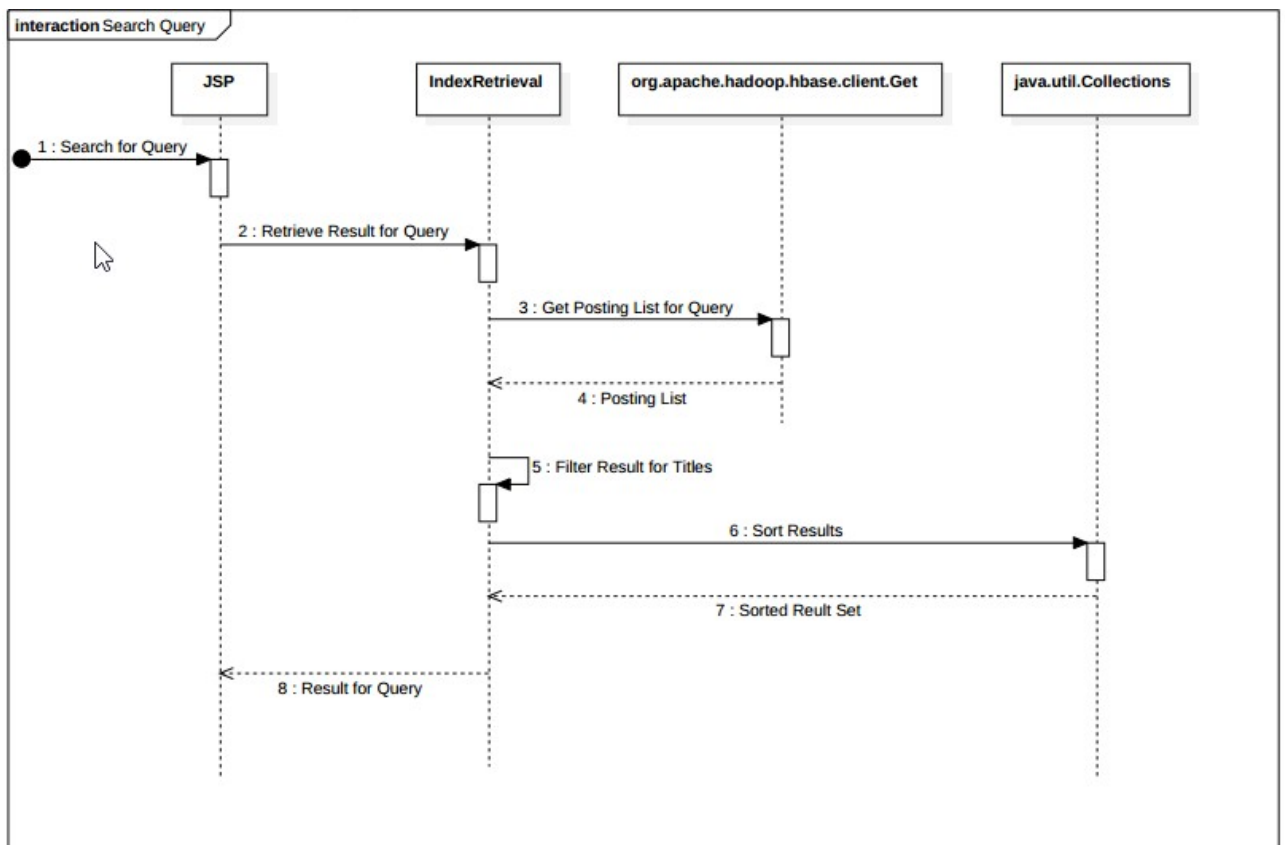 interaction Search Query
JSP
IndexRetrieval
org.apache.hadoop.hbase.client.Get
java.util.Collections
1 : Search for Query
2 : Retrieve Result for Query
3 : Get Posting List for Query
4 : Posting List
5 : Filter Result for Titles
6 : Sort Results
7 : Sorted Reult Set
8 : Result for Query